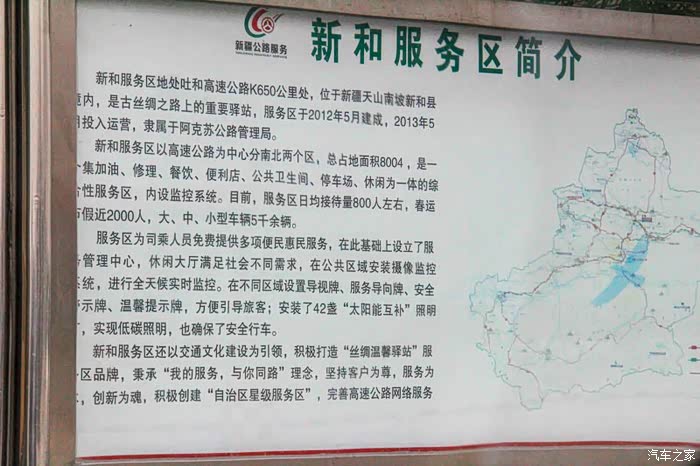 新疆公路服务
新和服务区简介
新和服务区地处吐和高速公路K650公里处，位于新疆天山南坡新和县
境内，是古丝绸之路上的重要驿站，服务区于2012年5月建成，2013年5
月投入运营，隶属于阿克苏公路管理局。
新和服务区以高速公路为中心分南北两个区，总占地面积8004，是一
个集加油、修理、餐饮、便利店、公共卫生间、停车场、休闲为一体的综
合性服务区，内设监控系统。目前，服务区日均接待量800人左右，春运
节假近2000人，大、中、小型车辆5千余辆。
服务区为司乘人员免费提供多项便民惠民服务，在此基础上设立了服
务管理中心，休闲大厅满足社会不同需求，在公共区域安装摄像监控
系统，进行全天候实时监控。在不同区域设置导视牌、服务导向牌、安全
警示牌、温馨提示牌，方便引导旅客；安装了42盏“太阳能互补”照明
，实现低碳照明，也确保了安全行车。
新和服务区还以交通文化建设为引领，积极打造“丝绸温馨驿站”服
务区品牌，秉承“我的服务，与你同路”理念，坚持客户为尊，服务为
，创新为魂，积极创建“自治区星级服务区”，完善高速公路网络服务
汽车之家